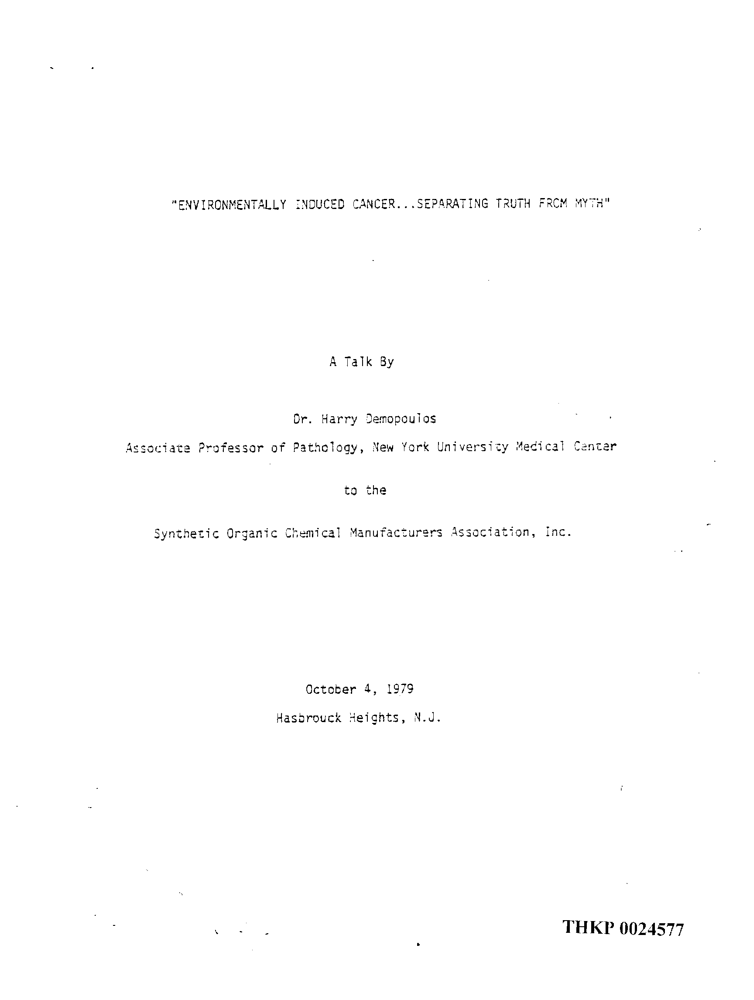 "ENVIRONMENTALLY INDUCED CANCER...SEPARATING TRUTH FROM MYTH"
A Talk By
Dr. Harry Demopoulos
Associate Professor of Pathology, New York University Medical Center
to the
Synthetic Organic Chemical Manufacturers Association, Inc.
October 4, 1979
Hasbrouck Heights, N.J.
THKP 0024577